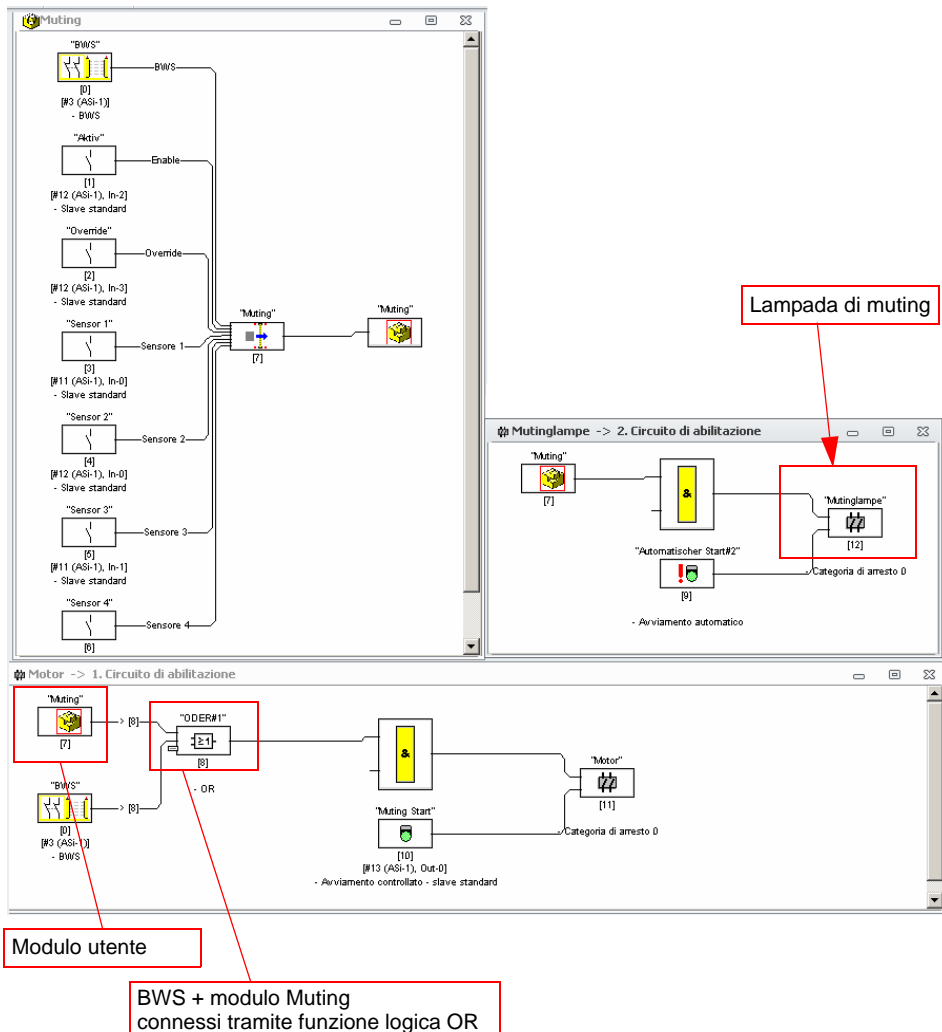 Muting
"BWS"
BWS
[0]
[#3 (ASi-1)]
- BWS
"Aktiv"
Enable
[1]
[#12 (ASi-1), In-2]
- Slave standard
"Override"
Override
[2]
[#12 (ASi-1), In-3]
- Slave standard
"Sensor 1"
Sensore 1
[3]
[#11 (ASi-1), In-0]
- Slave standard
"Sensor 2"
Sensore 2
[4]
[#12 (ASi-1), In-0]
- Slave standard
"Sensor 3"
Sensore 3
[5]
[#11 (ASi-1), In-1]
- Slave standard
"Sensor 4"
Sensore 4
[6]
"Muting"
[7]
"Muting"
Lampada di muting
Mutinglampe -> 2. Circuito di abilitazione
"Muting"
[7]
&
"Mutinglampe"
[12]
"Automatischer Start#2"
[9]
- Categoria di arresto 0
- Avviamento automatico
Motor -> 1. Circuito di abilitazione
"Muting"
> [8]
[7]
"ODER#1"
≥1
[8]
- OR
"BWS"
> [8]
[0]
[#3 (ASi-1)]
- BWS
&
"Motor"
[11]
"Muting Start"
[10]
- Categoria di arresto 0
[#13 (ASi-1), Out-0]
- Avviamento controllato - slave standard
Modulo utente
BWS + modulo Muting
connessi tramite funzione logica OR